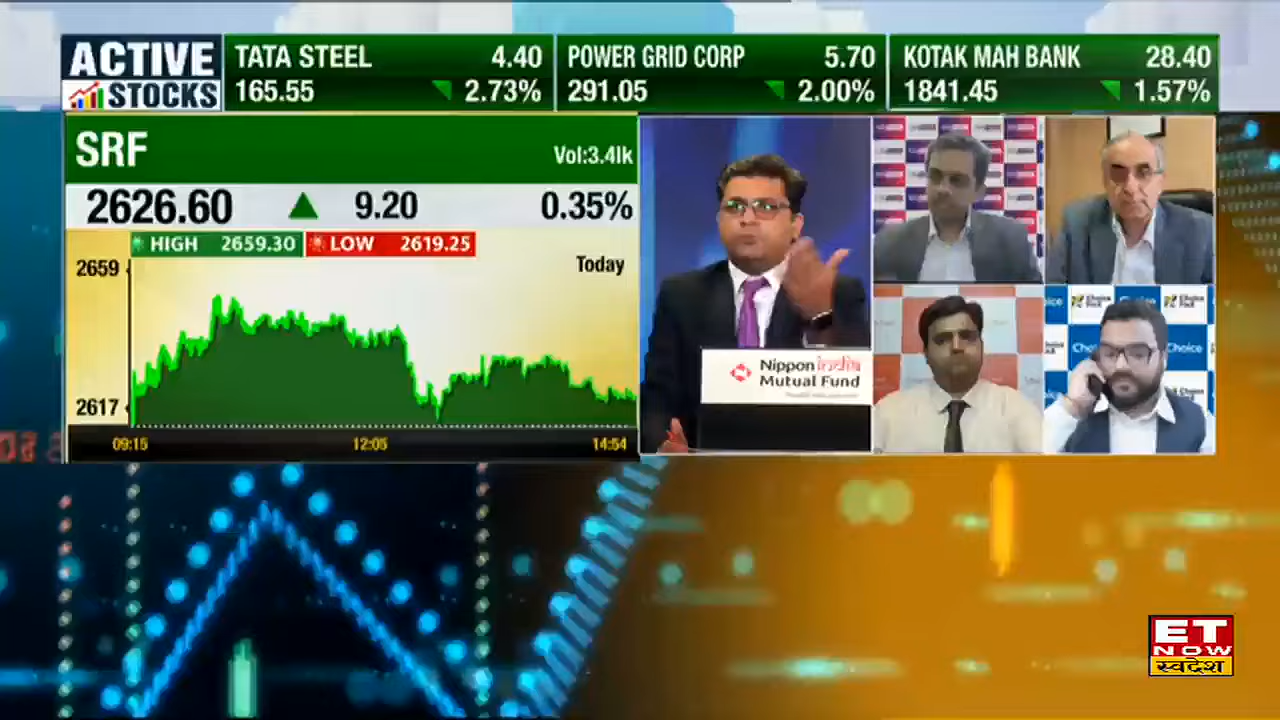 ACTIVE STOCKS
TATA STEEL 4.40
165.55 2.73%
POWER GRID CORP 5.70
291.05 2.00%
KOTAK MAH BANK 28.40
1841.45 1.57%
SRF
Vol:3.4lk
2626.60 9.20 0.35%
HIGH 2659.30 LOW 2619.25
Today
2659
2617
09:15 12:05 14:54
Nippon india
Mutual Fund
Choice
Choice
ET
NOW
स्वदेश